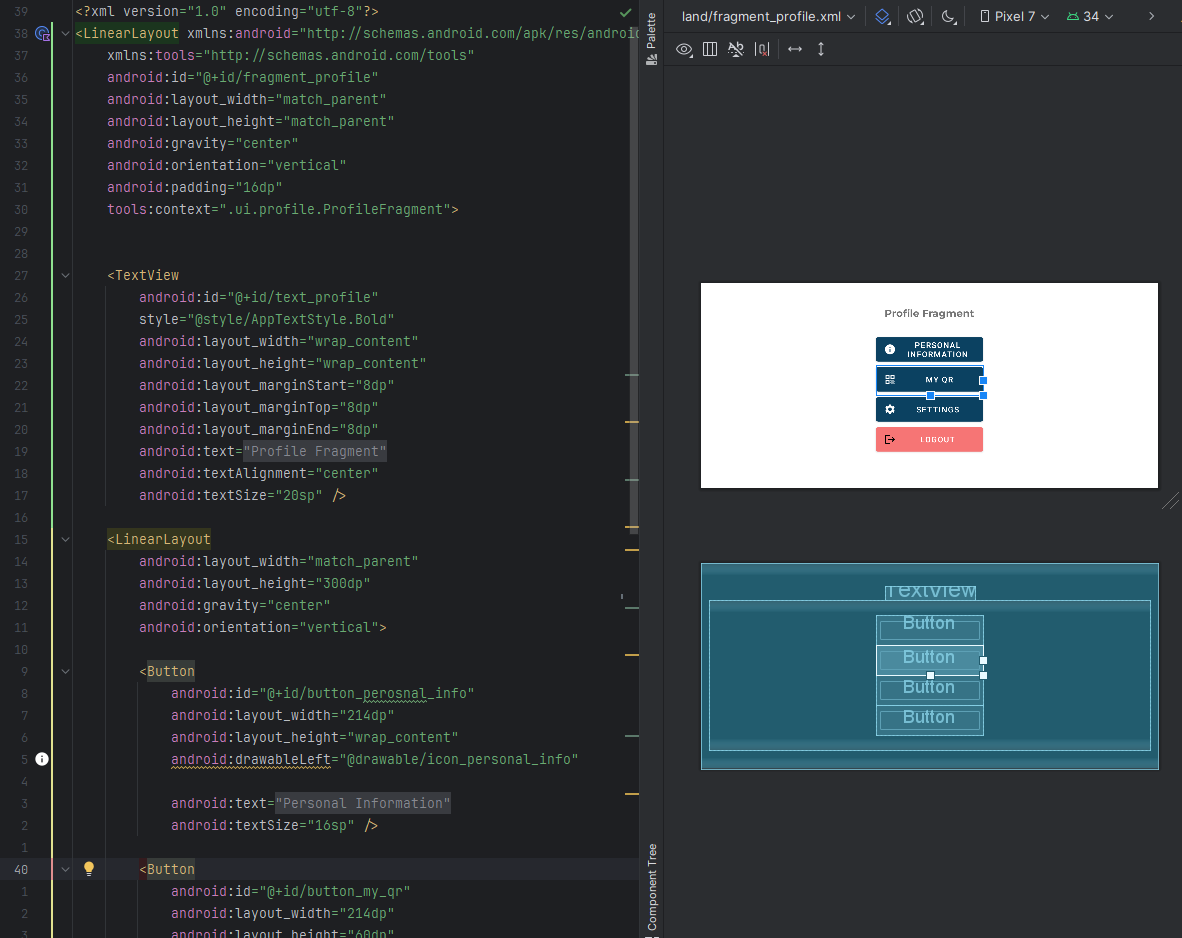 39 <?xml version="1.0" encoding="utf-8"?>
38 <LinearLayout xmlns:android="http://schemas.android.com/apk/res/androi
37 xmlns:tools="http://schemas.android.com/tools"
36 android:id="@+id/fragment_profile"
35 android:layout_width="match_parent"
34 android:layout_height="match_parent"
33 android:gravity="center"
32 android:orientation="vertical"
31 android:padding="16dp"
30 tools:context=".ui.profile.ProfileFragment">
29
28
27 <TextView
26 android:id="@+id/text_profile"
25 style="@style/AppTextStyle.Bold"
24 android:layout_width="wrap_content"
23 android:layout_height="wrap_content"
22 android:layout_marginStart="8dp"
21 android:layout_marginTop="8dp"
20 android:layout_marginEnd="8dp"
19 android:text="Profile Fragment"
18 android:textAlignment="center"
17 android:textSize="20sp" />
16
15 <LinearLayout
14 android:layout_width="match_parent"
13 android:layout_height="300dp"
12 android:gravity="center"
11 android:orientation="vertical">
10
9 <Button
8 android:id="@+id/button_perosnal_info"
7 android:layout_width="214dp"
6 android:layout_height="wrap_content"
5 android:drawableLeft="@drawable/icon_personal_info"
4
3 android:text="Personal Information"
2 android:textSize="16sp" />
1
40 <Button
1 android:id="@+id/button_my_qr"
2 android:layout_width="214dp"
3 android:layout_height="60dp"
Palette
Component Tree
land/fragment_profile.xml
Pixel 7
34
Profile Fragment
PERSONAL
INFORMATION
MY QR
SETTINGS
LOGOUT
TextView
Button
Button
Button
Button